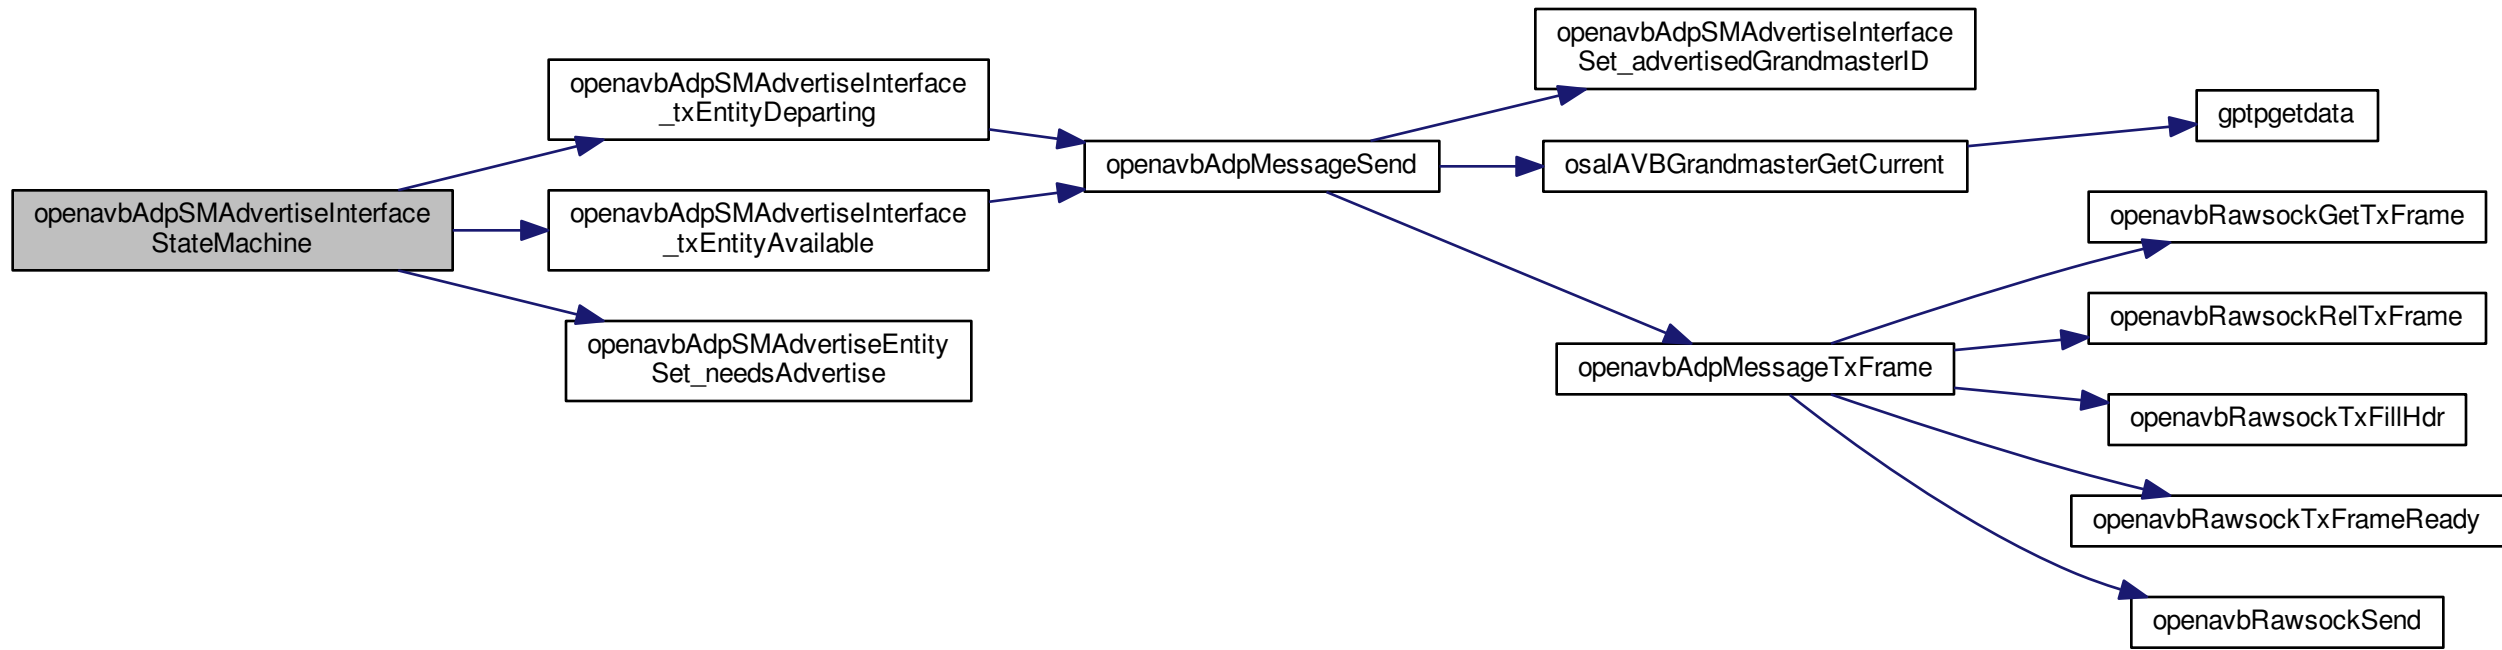 openavbAdpSMAdvertiseInterface
StateMachine
openavbAdpSMAdvertiseInterface
_txEntityDeparting
openavbAdpSMAdvertiseInterface
_txEntityAvailable
openavbAdpSMAdvertiseEntity
Set_needsAdvertise
openavbAdpMessageSend
openavbAdpSMAdvertiseInterface
Set_advertisedGrandmasterID
osalAVBGrandmasterGetCurrent
openavbAdpMessageTxFrame
gptpgetdata
openavbRawsockGetTxFrame
openavbRawsockRelTxFrame
openavbRawsockTxFillHdr
openavbRawsockTxFrameReady
openavbRawsockSend